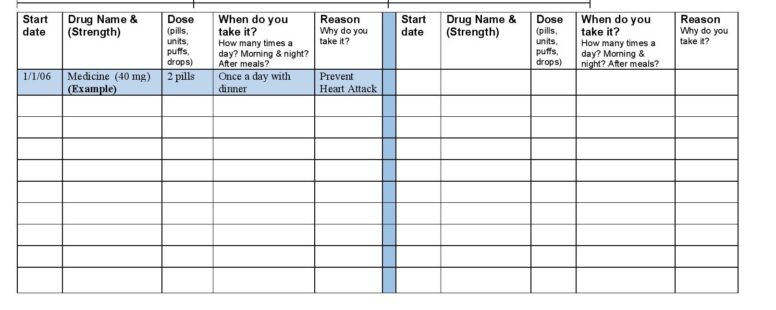 Start date
Drug Name & (Strength)
Dose (pills, units, puffs, drops)
When do you take it? How many times a day? Morning & night? After meals?
Reason Why do you take it?
Start date
Drug Name & (Strength)
Dose (pills, units, puffs, drops)
When do you take it? How many times a day? Morning & night? After meals?
Reason Why do you take it?
1/1/06
Medicine (40 mg)
(Example)
2 pills
Once a day with
dinner
Prevent
Heart Attack